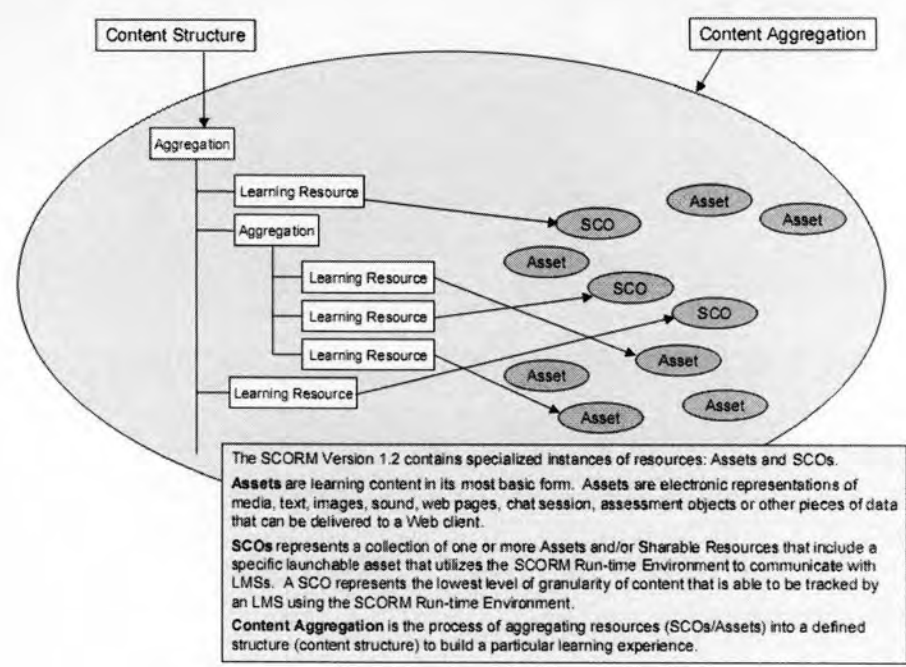 Content Structure
Content Aggregation
Aggregation
Learning Resource
Asset
Asset
SCO
Aggregation
Asset
Learning Resource
SCO
Learning Resource
SCO
Learning Resource
Asset
Asset
Learning Resource
Asset
Asset
The SCORM Version 1.2 contains specialized instances of resources: Assets and SCOs.
Assets are learning content in its most basic form. Assets are electronic representations of
media, text, images, sound, web pages, chat session, assessment objects or other pieces of data
that can be delivered to a Web client.
SCOs represents a collection of one or more Assets and/or Sharable Resources that include a
specific launchable asset that utilizes the SCORM Run-time Environment to communicate with
LMSs. A SCO represents the lowest level of granularity of content that is able to be tracked by
an LMS using the SCORM Run-time Environment.
Content Aggregation is the process of aggregating resources (SCOs/Assets) into a defined
structure (content structure) to build a particular learning experience.